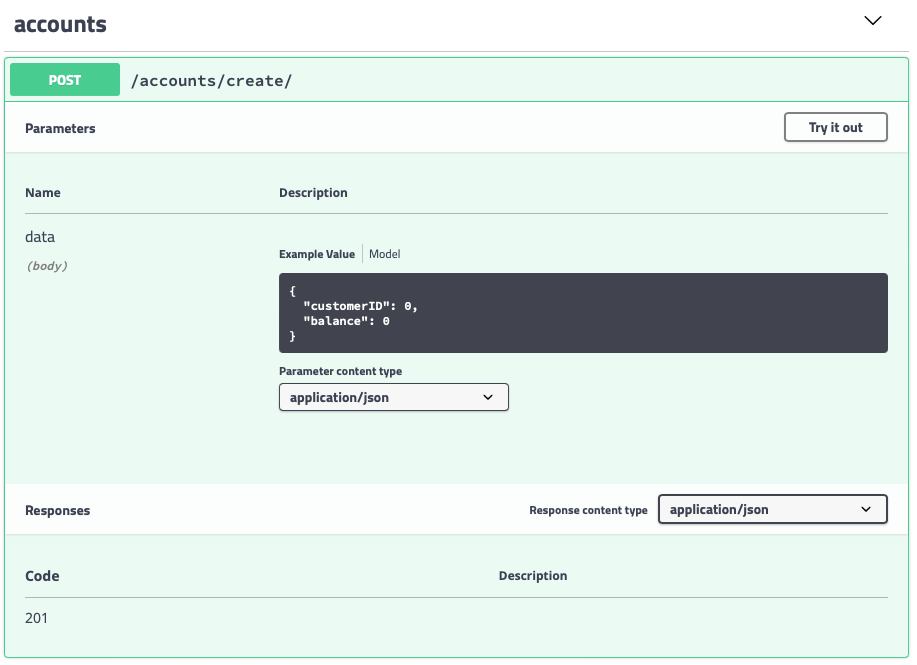 accounts
POST /accounts/create/
Parameters
Try it out
Name Description
data
(body)
Example Value Model
{
"customerID": 0,
"balance": 0
}
Parameter content type
application/json
Responses
Response content type application/json
Code Description
201